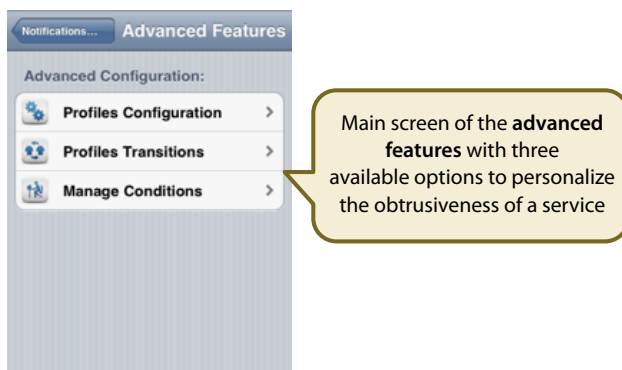 Notifications... Advanced Features
Advanced Configuration:
Profiles Configuration
Profiles Transitions
Manage Conditions
Main screen of the advanced
features with three
available options to personalize
the obtrusiveness of a service